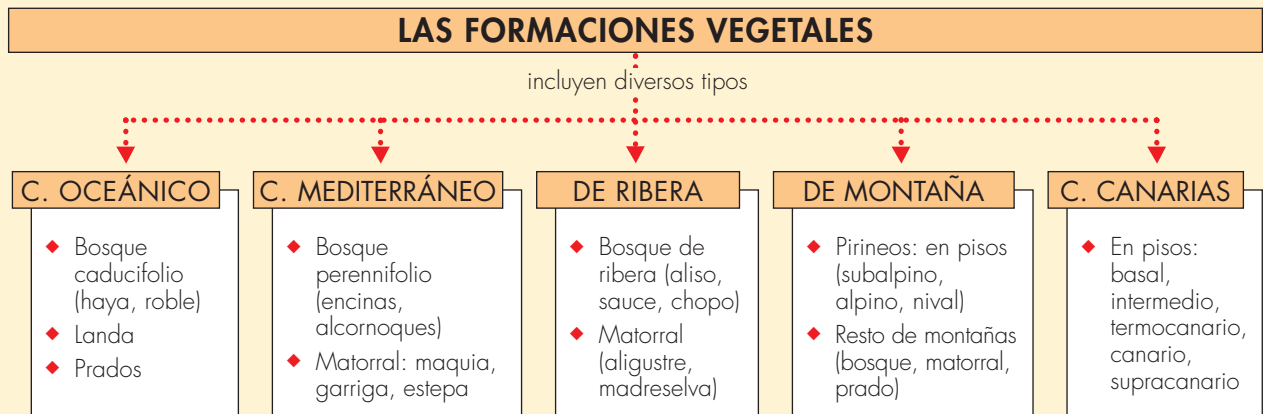 LAS FORMACIONES VEGETALES
incluyen diversos tipos
C. OCEÁNICO
Bosque
caducifolio
(haya, roble)
Landa
Prados
C. MEDITERRÁNEO
Bosque
perennifolio
(encinas,
alcornoques)
Matorral: maquia,
garriga, estepa
DE RIBERA
Bosque de
ribera (aliso,
sauce, chopo)
Matorral
(aligustre,
madreselva)
DE MONTAÑA
Pirineos: en pisos
(subalpino,
alpino, nival)
Resto de montañas
(bosque, matorral,
prado)
C. CANARIAS
En pisos:
basal,
intermedio,
termocanario,
canario,
supracanario